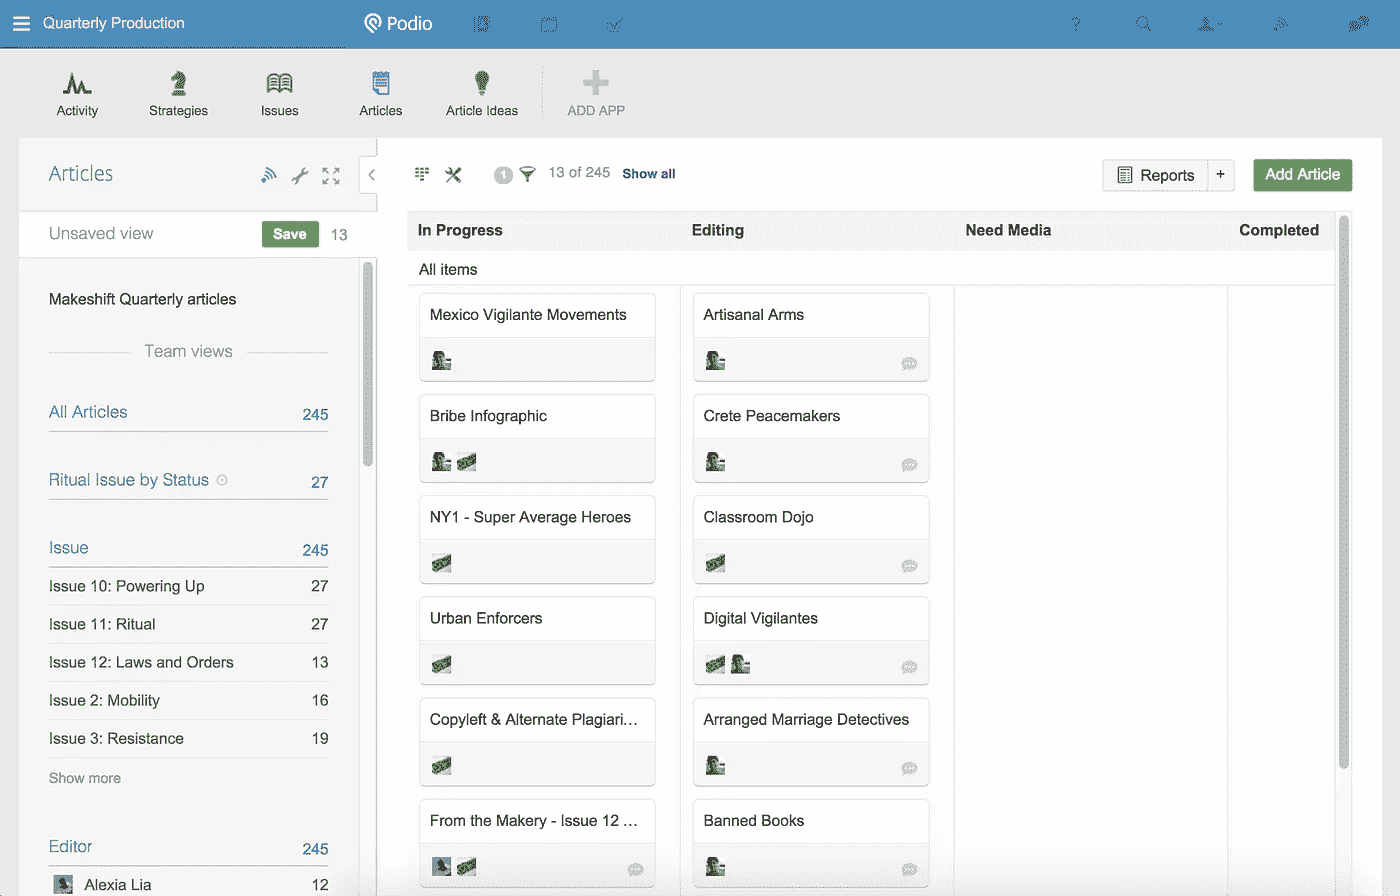 Quarterly Production
Podio
?
Activity
Strategies
Issues
Articles
Article Ideas
ADD APP
Articles
1
13 of 245
Show all
Reports
+
Add Article
Unsaved view
Save
13
Makeshift Quarterly articles
Team views
All Articles 245
Ritual Issue by Status 27
Issue 245
Issue 10: Powering Up 27
Issue 11: Ritual 27
Issue 12: Laws and Orders 13
Issue 2: Mobility 16
Issue 3: Resistance 19
Show more
Editor 245
Alexia Lia 12
In Progress
Editing
Need Media
Completed
All items
Mexico Vigilante Movements
Bribe Infographic
NY1 - Super Average Heroes
Urban Enforcers
Copyleft & Alternate Plagiari...
From the Makery - Issue 12 ...
Artisanal Arms
Crete Peacemakers
Classroom Dojo
Digital Vigilantes
Arranged Marriage Detectives
Banned Books